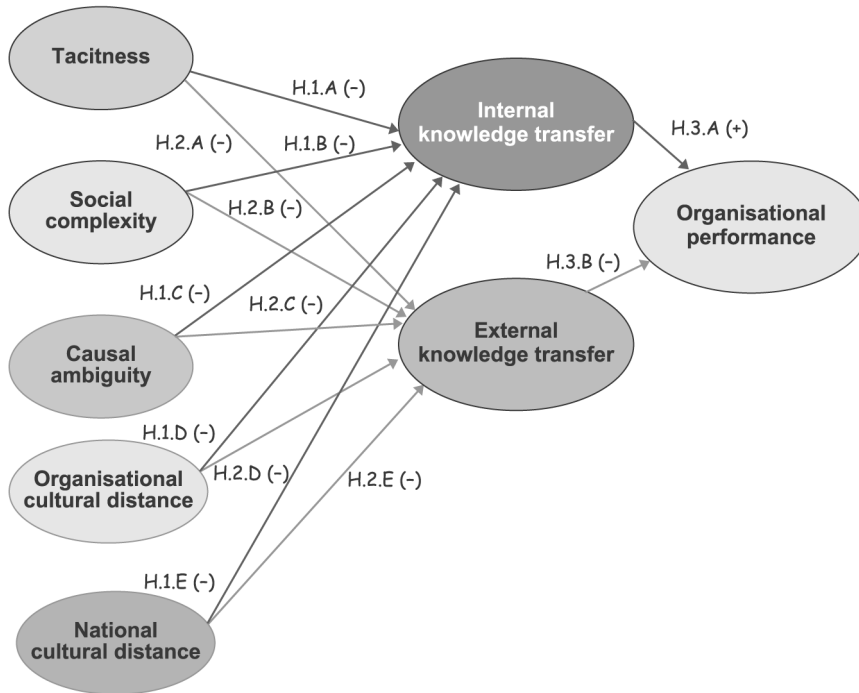 Tacitness
H.1.A (–)
Internal
knowledge transfer
H.3.A (+)
H.2.A (–)
H.1.B (–)
Social
complexity
H.2.B (–)
Organisational
performance
H.3.B (–)
H.1.C (–)
H.2.C (–)
External
knowledge transfer
Causal
ambiguity
H.1.D (–)
Organisational
cultural distance
H.2.D (–)
H.2.E (–)
H.1.E (–)
National
cultural distance